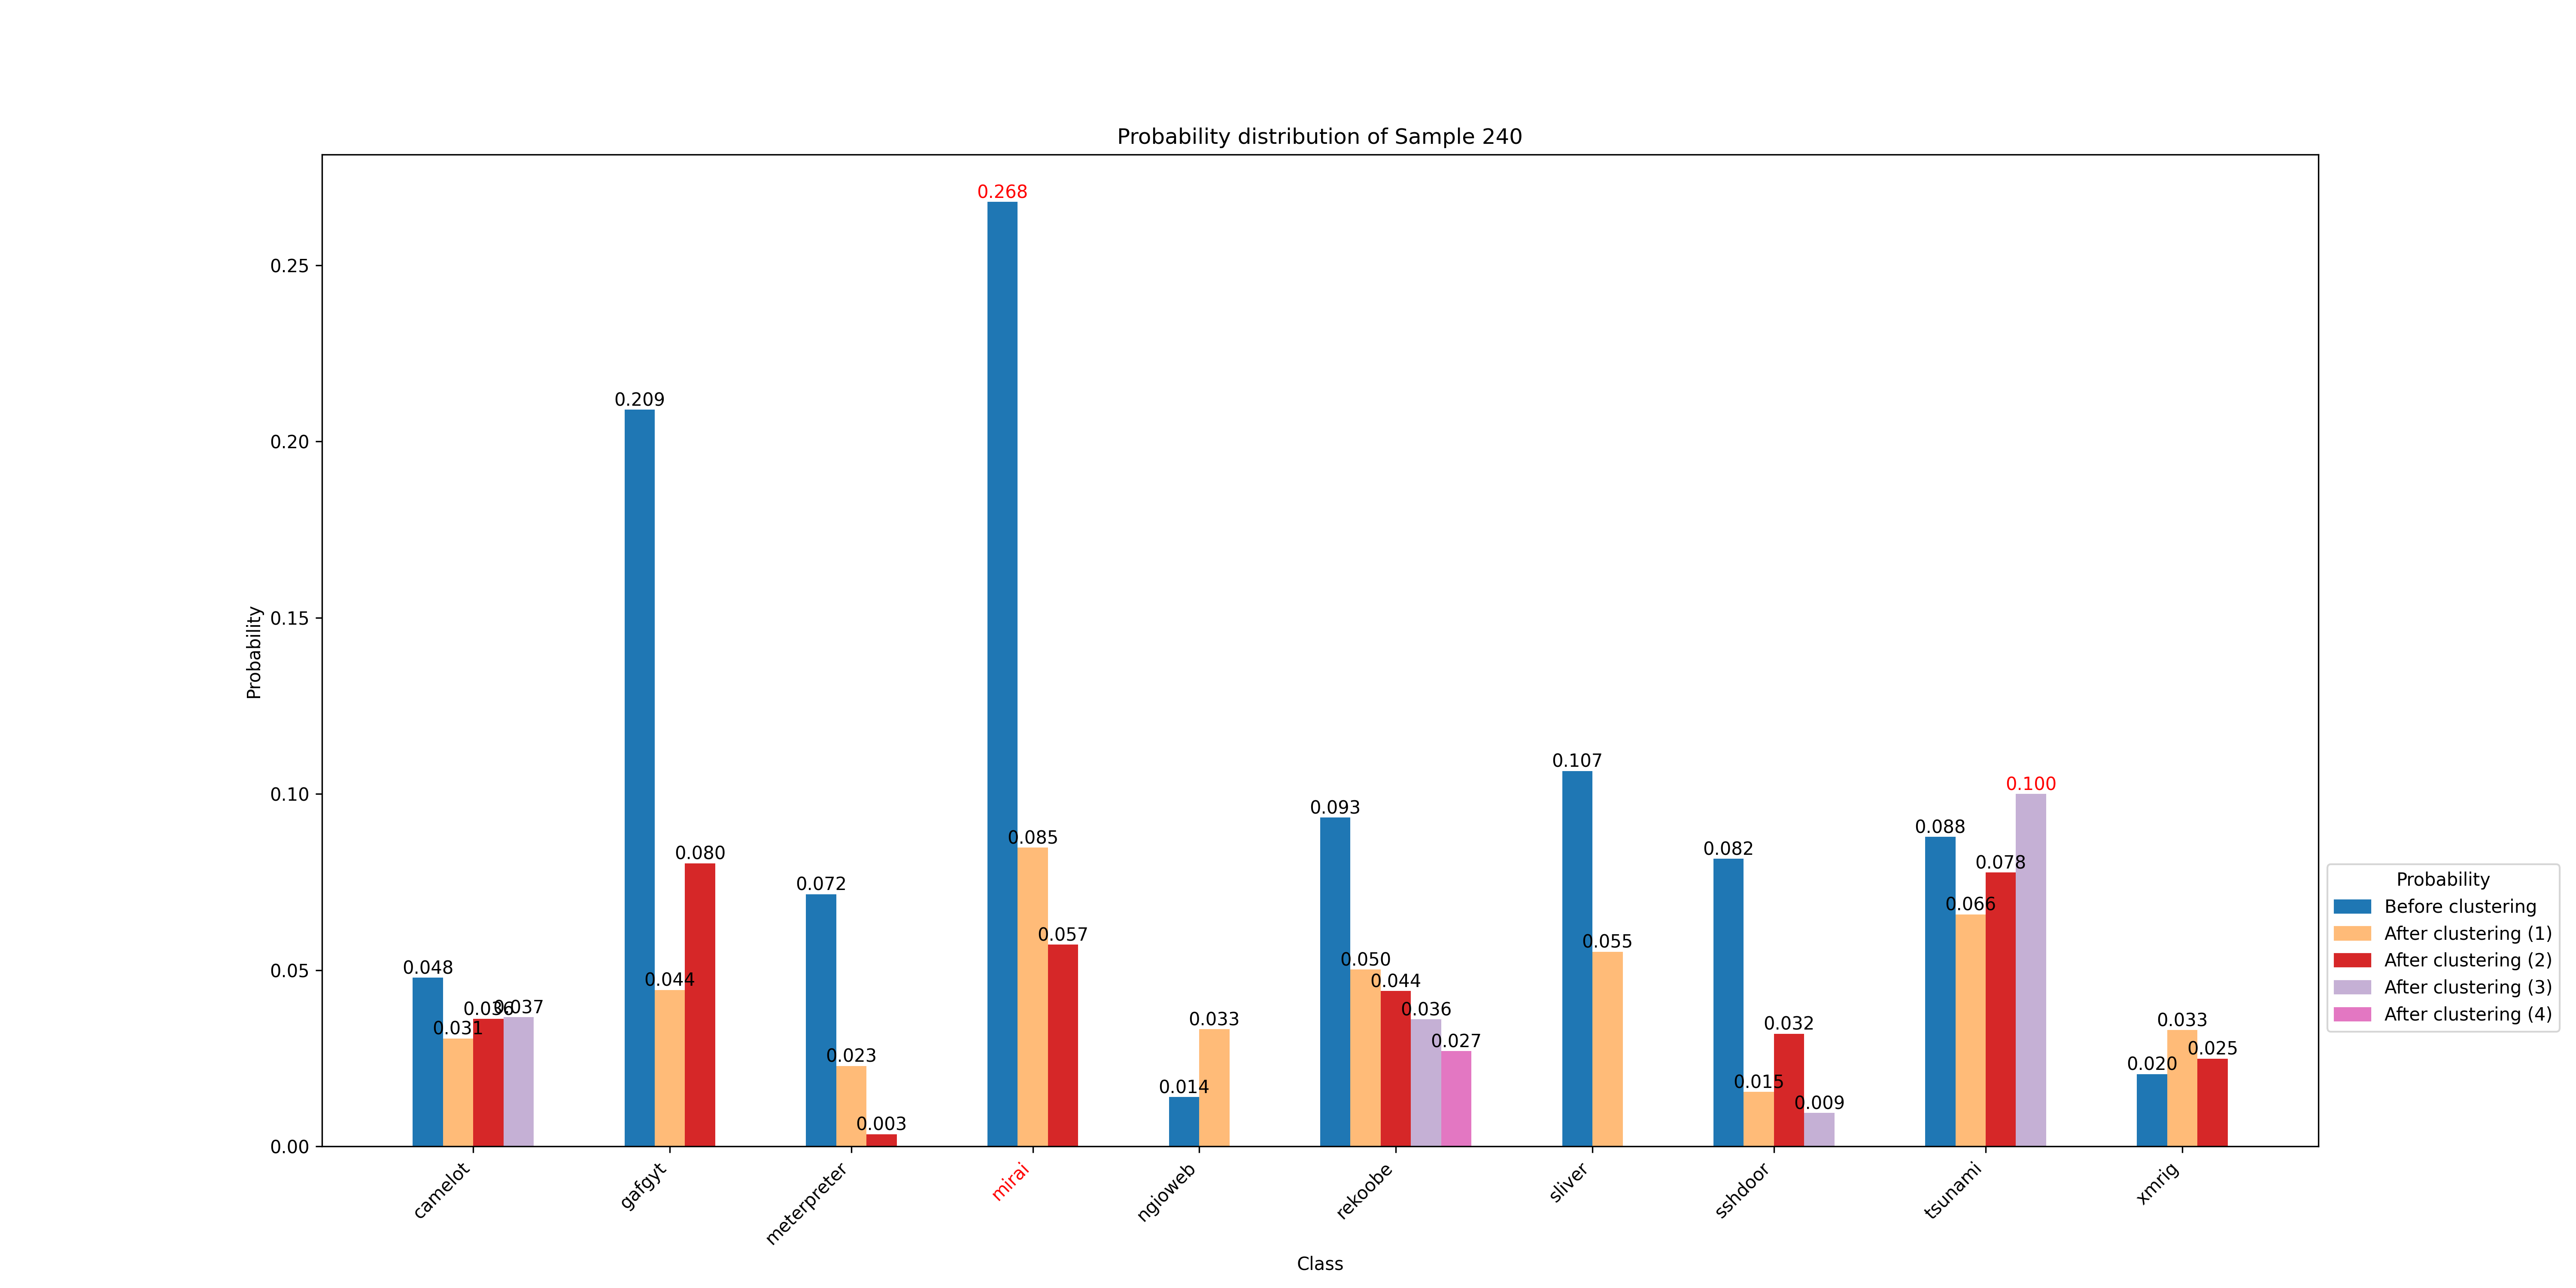 Probability distribution of Sample 240
Probability
0.25
0.20
0.15
0.10
0.05
0.00
0.048
0.031
0.036
0.037
0.209
0.044
0.080
0.072
0.023
0.003
0.268
0.085
0.057
0.014
0.033
0.093
0.050
0.044
0.036
0.027
0.107
0.055
0.082
0.015
0.032
0.009
0.088
0.066
0.078
0.100
0.020
0.033
0.025
camelot
gafgyt
meterpreter
mirai
ngioweb
rekoobe
sliver
sshdoor
tsunami
xmrig
Class
Probability
Before clustering
After clustering (1)
After clustering (2)
After clustering (3)
After clustering (4)